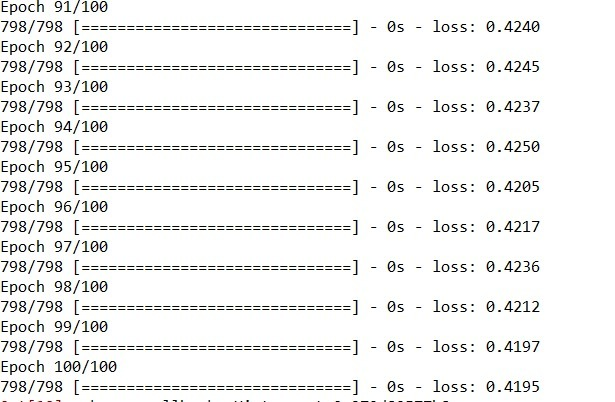 Epoch 91/100
798/798 [==============================] - 0s - loss: 0.4240
Epoch 92/100
798/798 [==============================] - 0s - loss: 0.4245
Epoch 93/100
798/798 [==============================] - 0s - loss: 0.4237
Epoch 94/100
798/798 [==============================] - 0s - loss: 0.4250
Epoch 95/100
798/798 [==============================] - 0s - loss: 0.4205
Epoch 96/100
798/798 [==============================] - 0s - loss: 0.4217
Epoch 97/100
798/798 [==============================] - 0s - loss: 0.4236
Epoch 98/100
798/798 [==============================] - 0s - loss: 0.4212
Epoch 99/100
798/798 [==============================] - 0s - loss: 0.4197
Epoch 100/100
798/798 [==============================] - 0s - loss: 0.4195